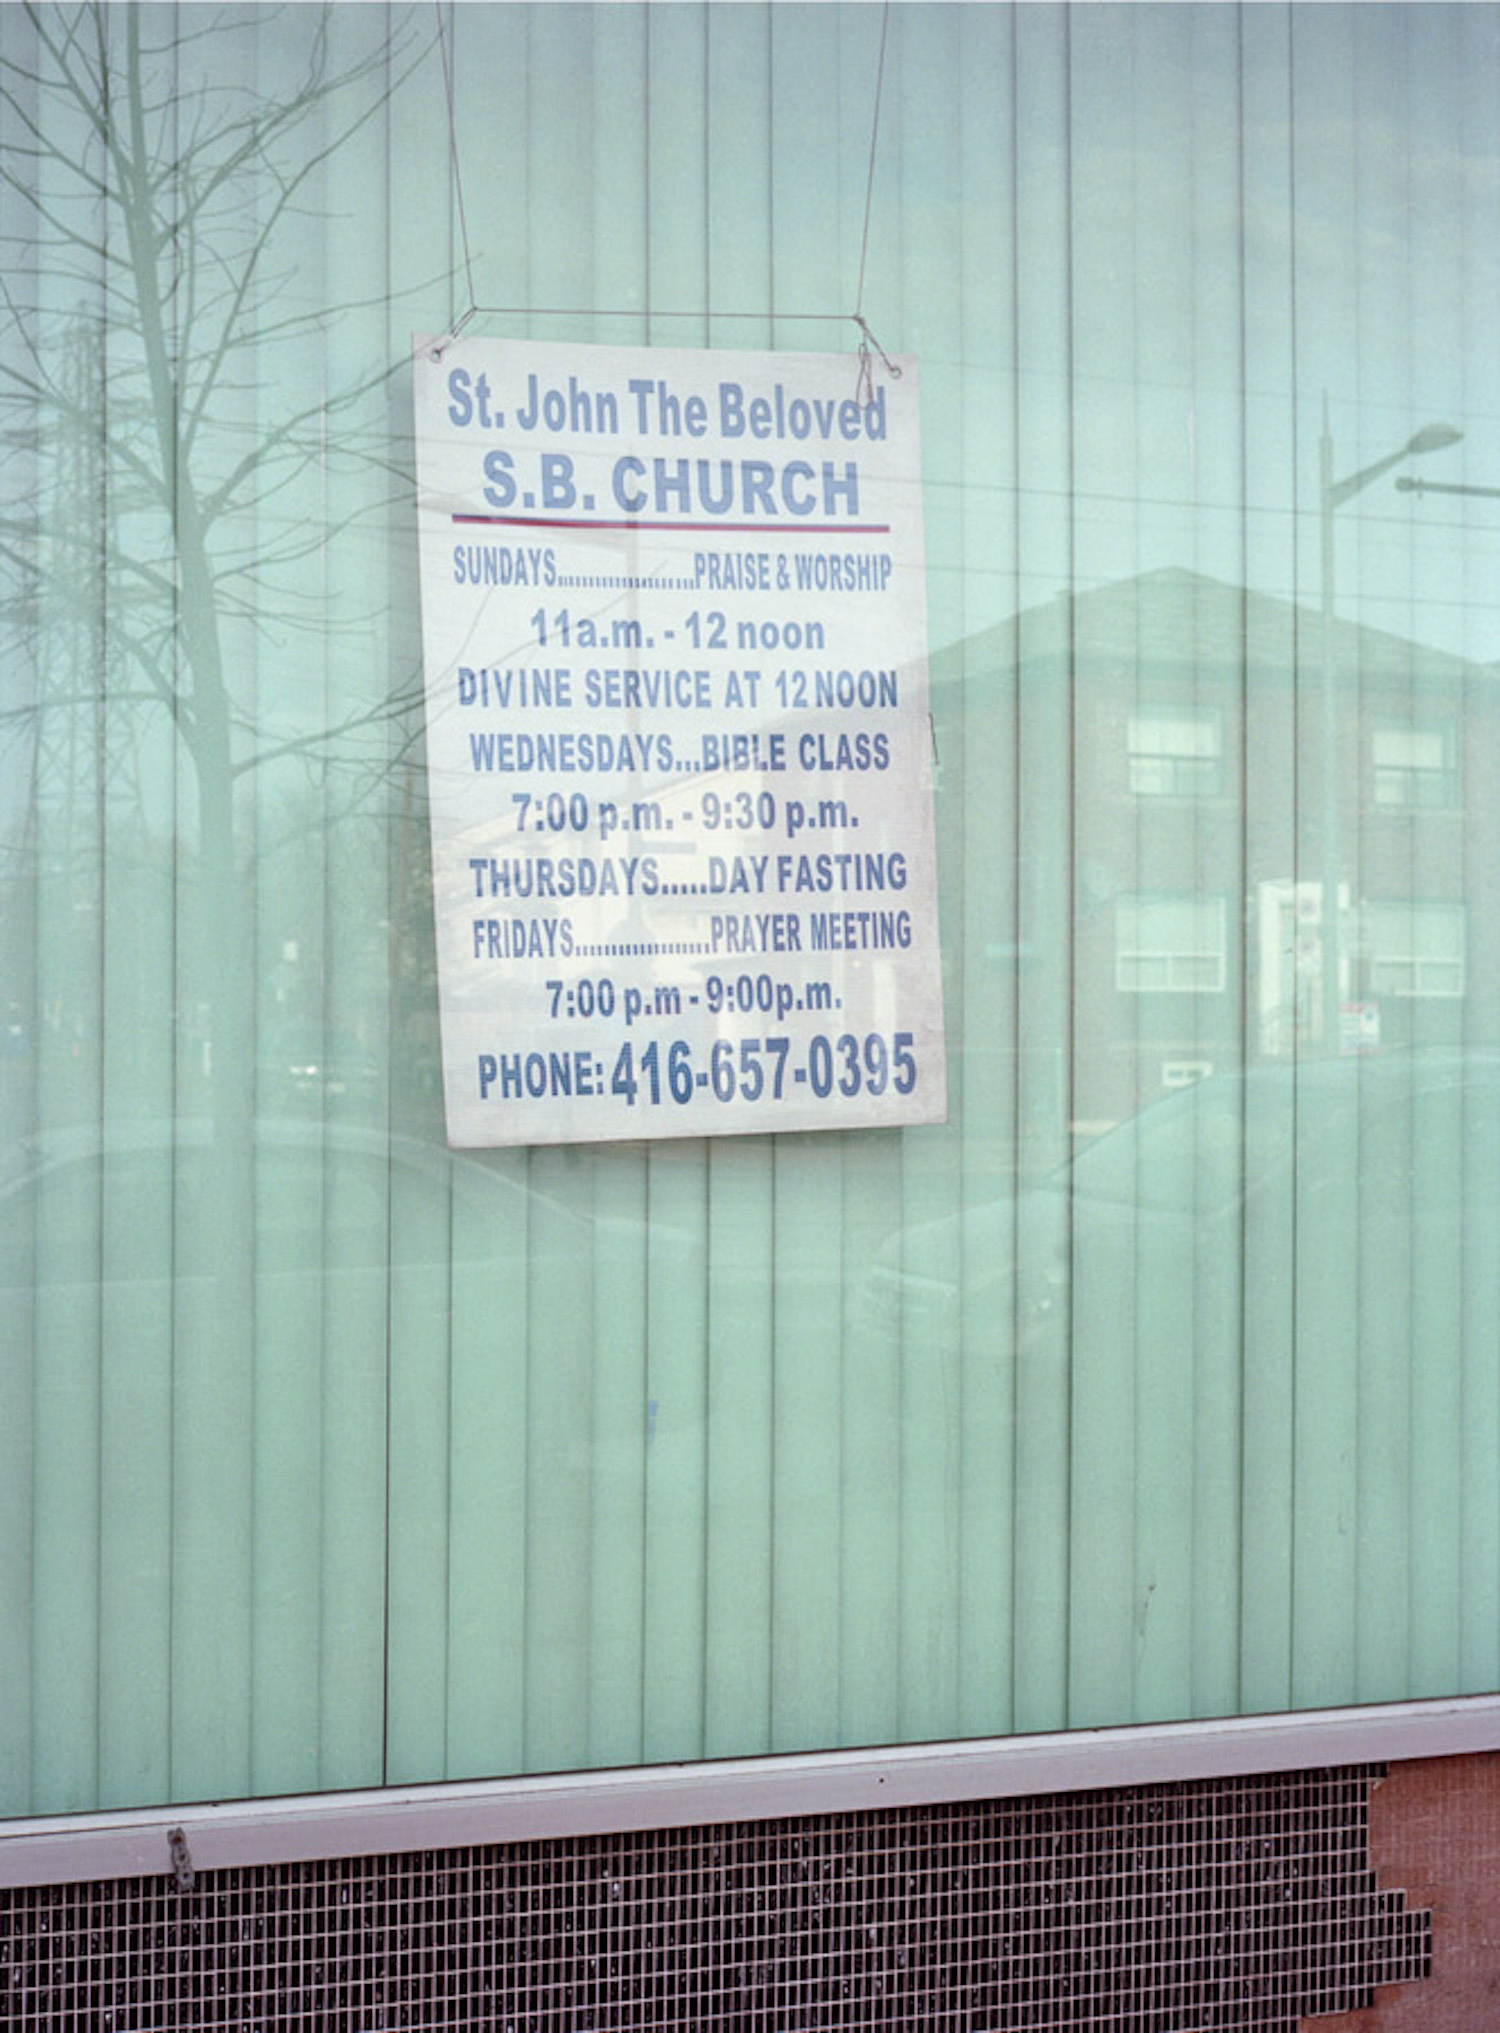 St. John The Beloved
S.B. CHURCH
SUNDAYS......................PRAISE & WORSHIP
11a.m. - 12 noon
DIVINE SERVICE AT 12 NOON
WEDNESDAYS...BIBLE CLASS
7:00 p.m. - 9:30 p.m.
THURSDAYS.....DAY FASTING
FRIDAYS...................PRAYER MEETING
7:00 p.m - 9:00p.m.
PHONE: 416-657-0395